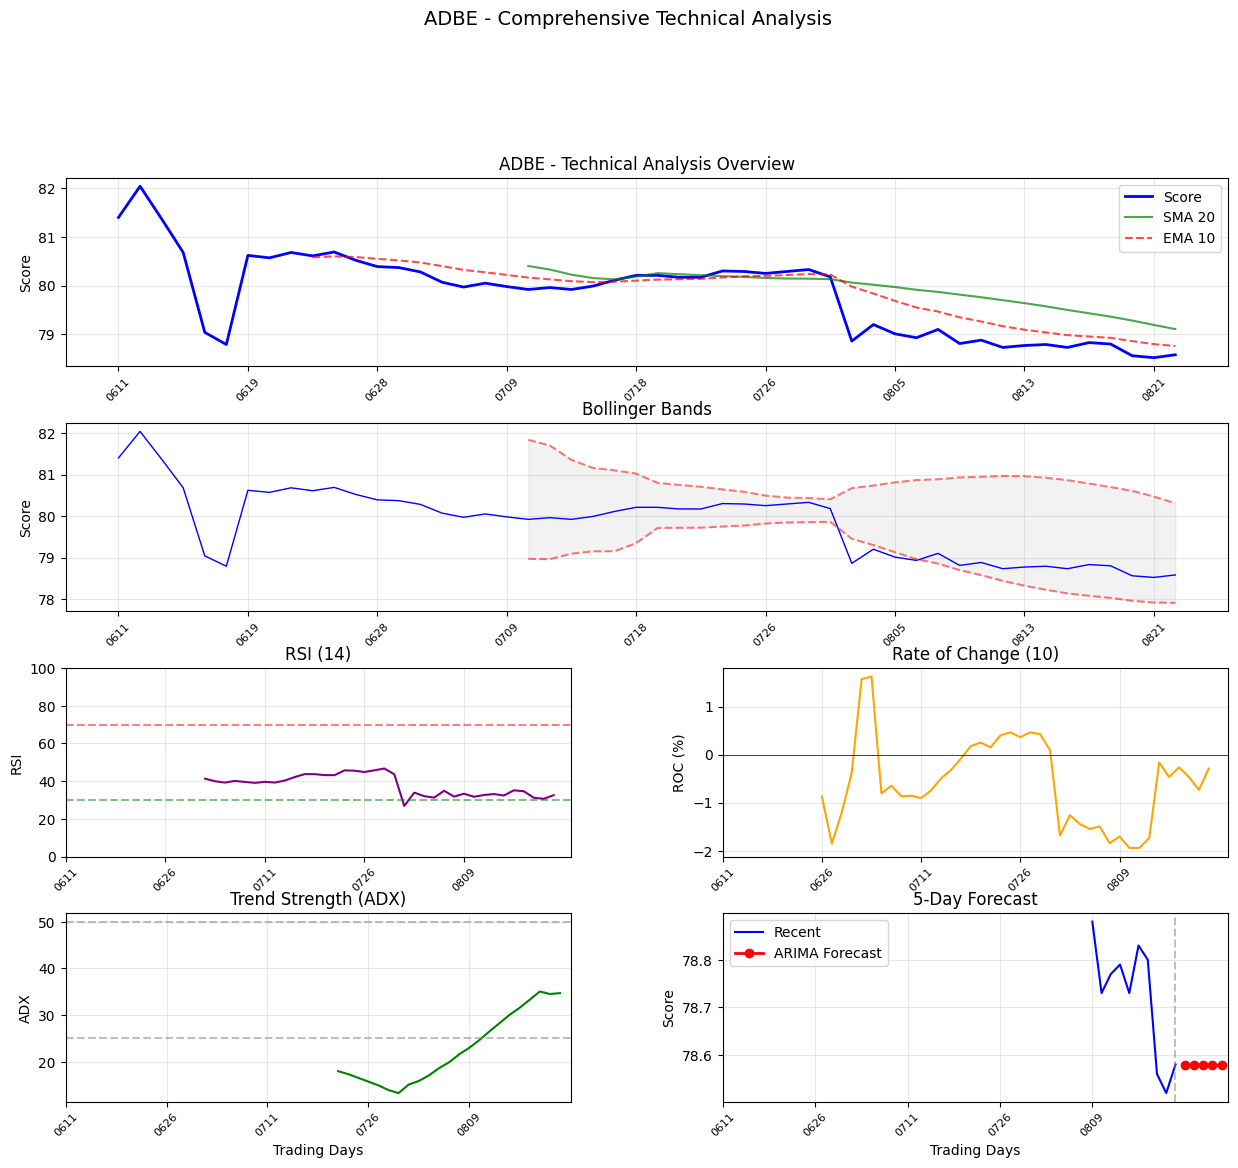 ADBE - Comprehensive Technical Analysis
ADBE - Technical Analysis Overview
Score
82
81
80
79
Score
SMA 20
EMA 10
0611 0619 0628 0709 0718 0726 0805 0813 0821
Bollinger Bands
Score
82
81
80
79
78
0611 0619 0628 0709 0718 0726 0805 0813 0821
RSI (14)
RSI
100
80
60
40
20
0
0611 0626 0711 0726 0809
Rate of Change (10)
ROC (%)
1
0
−1
−2
0611 0626 0711 0726 0809
Trend Strength (ADX)
ADX
50
40
30
20
0611 0626 0711 0726 0809
Trading Days
5-Day Forecast
Score
Recent
ARIMA Forecast
78.8
78.7
78.6
0611 0626 0711 0726 0809
Trading Days